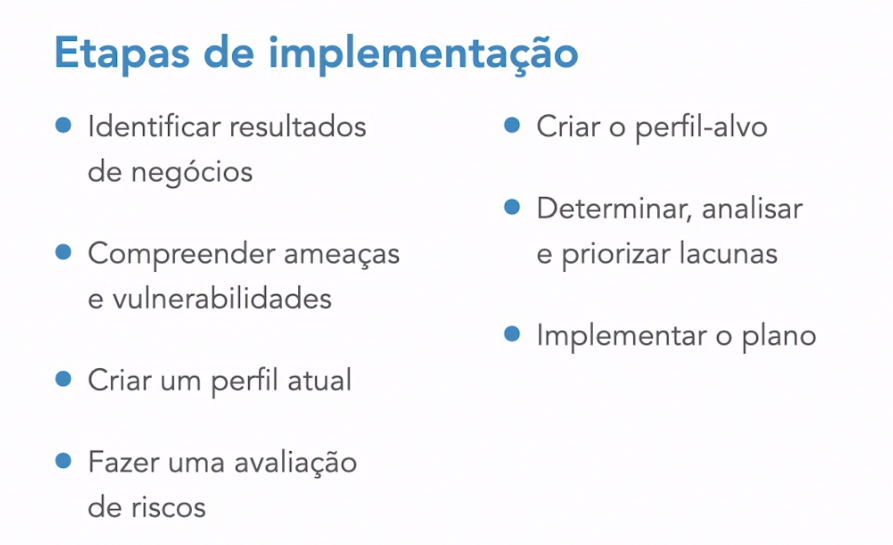 Etapas de implementação
Identificar resultados
de negócios
Compreender ameaças
e vulnerabilidades
Criar um perfil atual
Fazer uma avaliação
de riscos
Criar o perfil-alvo
Determinar, analisar
e priorizar lacunas
Implementar o plano